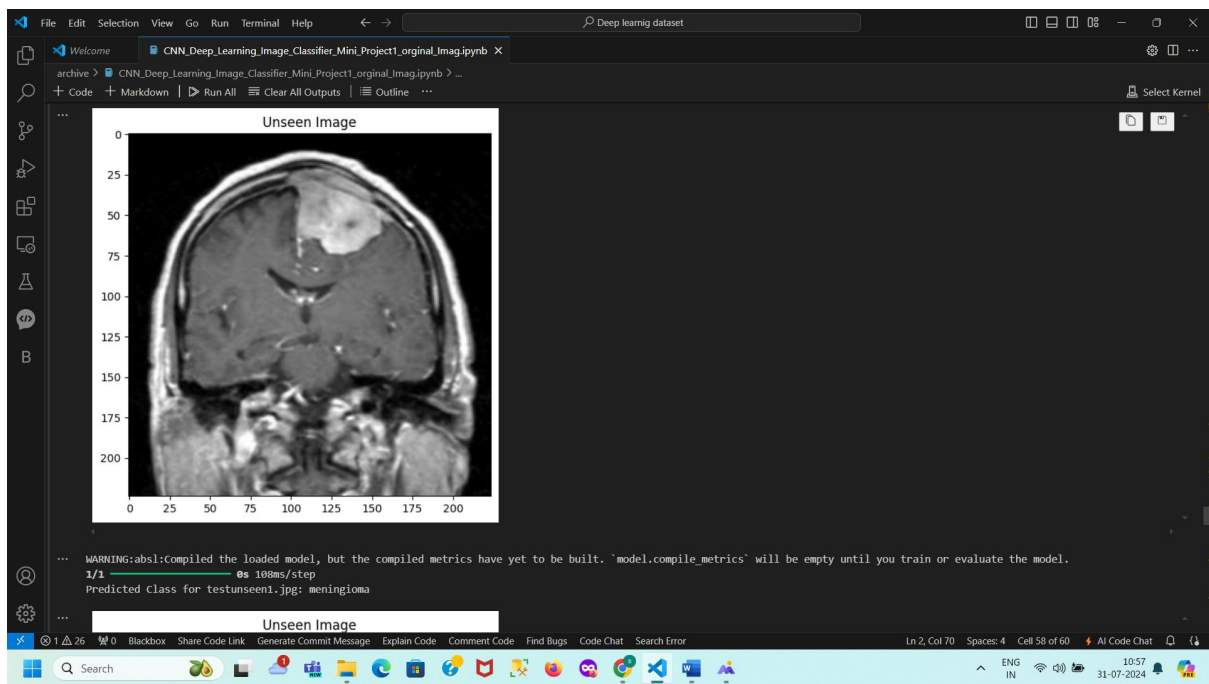 File Edit Selection View Go Run Terminal Help
Deep learnig dataset
Welcome
CNN_Deep_Learning_Image_Classifier_Mini_Project1_orginal_Imag.ipynb
archive > CNN_Deep_Learning_Image_Classifier_Mini_Project1_orginal_Imag.ipynb > ...
+ Code + Markdown Run All Clear All Outputs Outline ...
Select Kernel
Unseen Image
0
25
50
75
100
125
150
175
200
0 25 50 75 100 125 150 175 200
WARNING:absl:Compiled the loaded model, but the compiled metrics have yet to be built. `model.compile_metrics` will be empty until you train or evaluate the model.
1/1 0s 108ms/step
Predicted Class for testunseen1.jpg: meningioma
Unseen Image
1 26 0 Blackbox Share Code Link Generate Commit Message Explain Code Comment Code Find Bugs Code Chat Search Error Ln 2, Col 70 Spaces: 4 Cell 58 of 60 AI Code Chat
Search
ENG
IN
10:57
31-07-2024